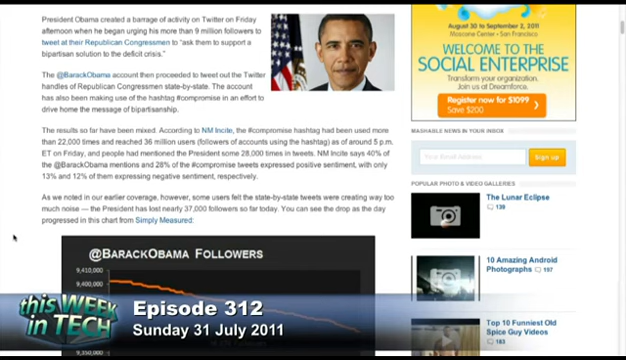 President Obama created a barrage of activity on Twitter on Friday
afternoon when he began urging his more than 9 million followers to
tweet at their Republican Congressmen to “ask them to support a
bipartisan solution to the deficit crisis.”
The @BarackObama account then proceeded to tweet out the Twitter
handles of Republican Congressmen state-by-state. The account
has also been making use of the hashtag #compromise in an effort to
drive home the message of bipartisanship.
The results so far have been mixed. According to NM Incite, the #compromise hashtag had been used more
than 22,000 times and reached 36 million users (followers of accounts using the hashtag) as of around 5 p.m.
ET on Friday, and people had mentioned the President some 28,000 times in tweets. NM Incite says 40% of
the @BarackObama mentions and 28% of the #compromise tweets expressed positive sentiment, with only
13% and 12% of them expressing negative sentiment, respectively.
As we noted in our earlier coverage, however, some users felt the state-by-state tweets were creating way too
much noise — the President has lost nearly 37,000 followers so far today. You can see the drop as the day
progressed in this chart from Simply Measured:
@BARACKOBAMA FOLLOWERS
9,410,000
9,400,000
9,350,000
August 30 to September 2, 2011
Moscone Center - San Francisco
WELCOME TO THE
SOCIAL ENTERPRISE
Transform your organization.
Join us at Dreamforce.
Register now for $1099
Save $200
MASHABLE NEWS IN YOUR INBOX
Your Email Address
Sign up
POPULAR PHOTO & VIDEO GALLERIES
The Lunar Eclipse
138
10 Amazing Android
Photographs
197
Top 10 Funniest Old
Spice Guy Videos
183
this WEEK
in TECH
Episode 312
Sunday 31 July 2011